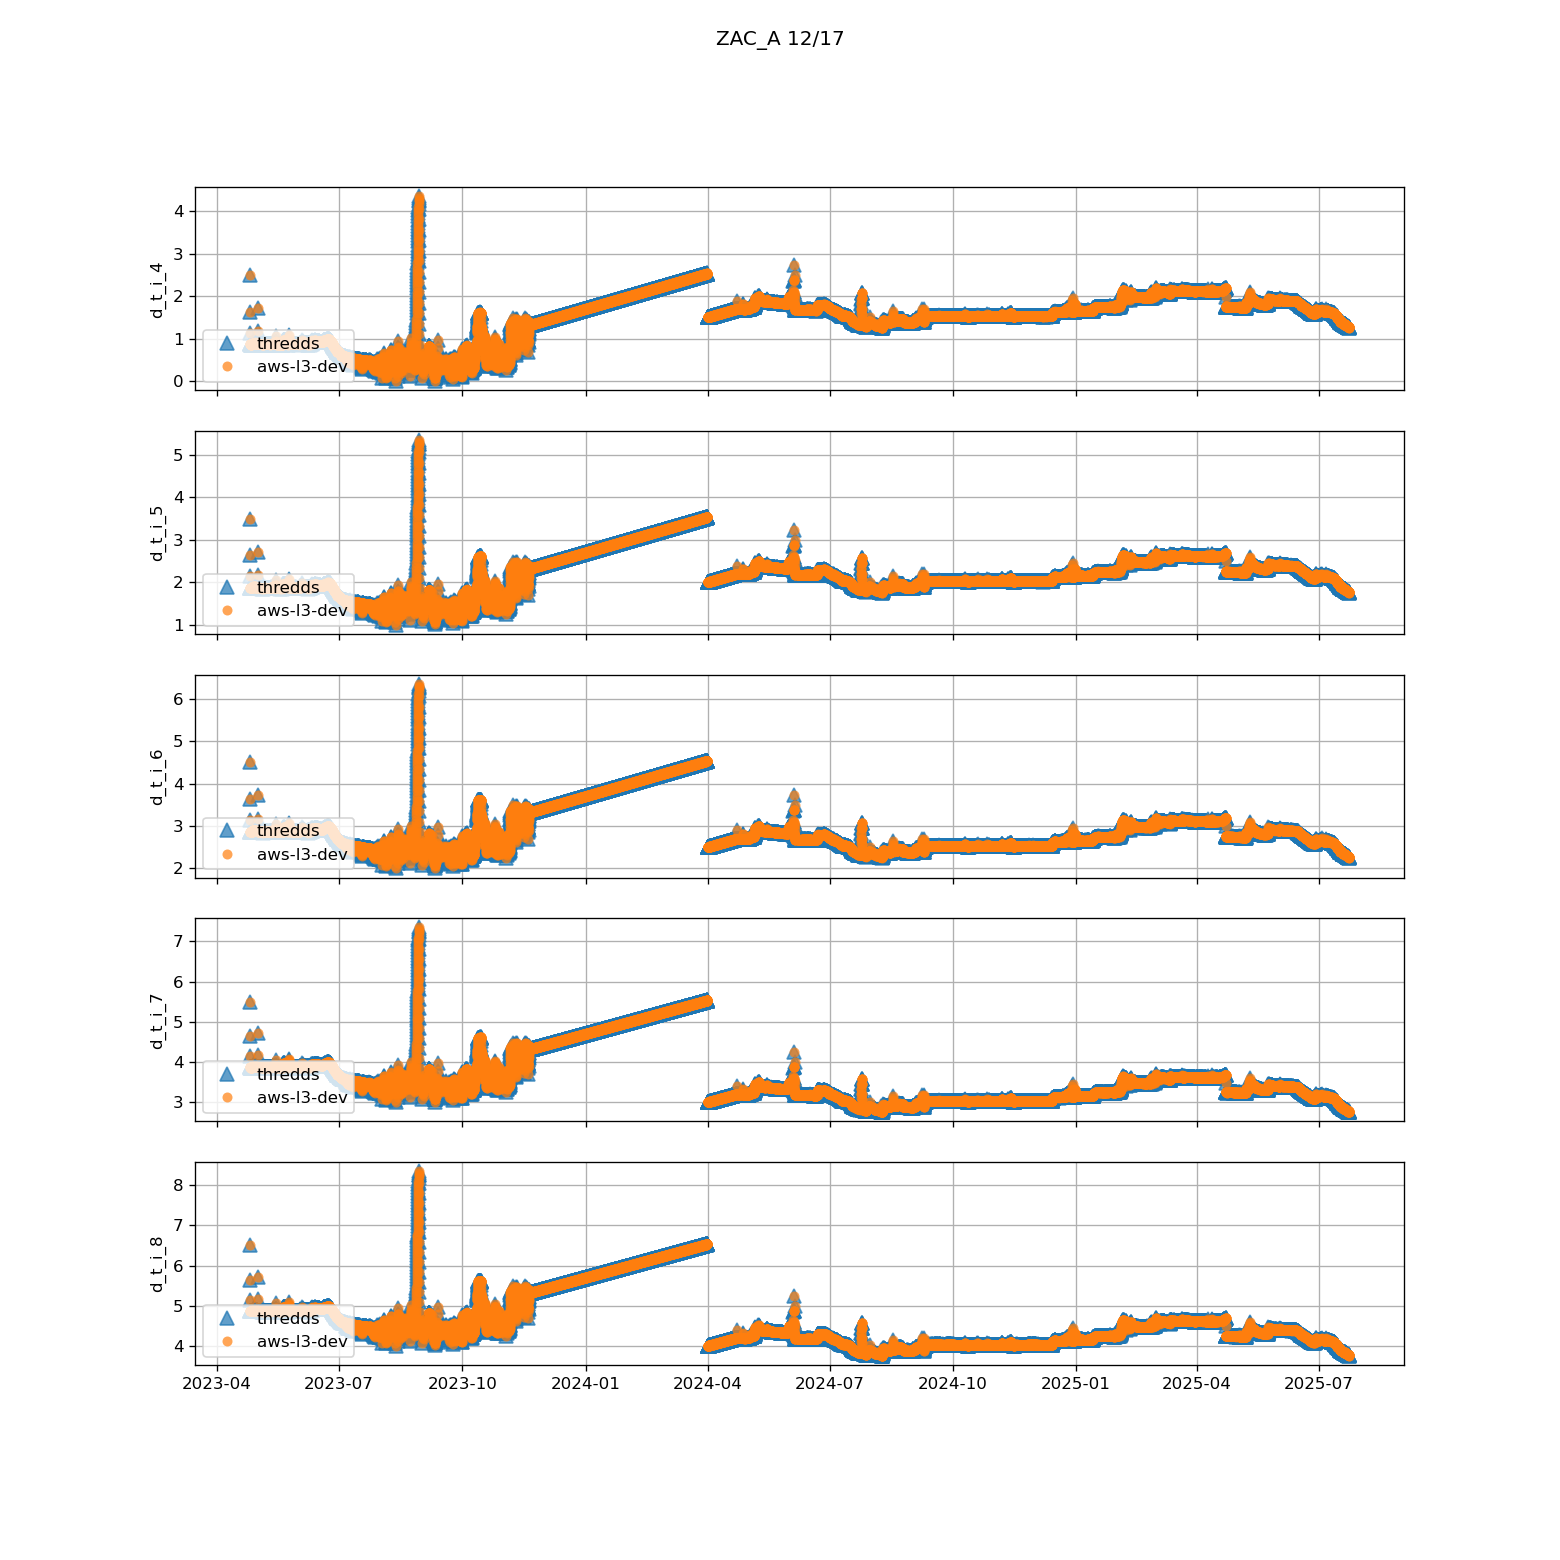 ZAC_A 12/17
4
3
2
1
0
d_t_i_4
thredds
aws-l3-dev
5
4
3
2
1
d_t_i_5
thredds
aws-l3-dev
6
5
4
3
2
d_t_i_6
thredds
aws-l3-dev
7
6
5
4
3
d_t_i_7
thredds
aws-l3-dev
8
7
6
5
4
d_t_i_8
thredds
aws-l3-dev
2023-04 2023-07 2023-10 2024-01 2024-04 2024-07 2024-10 2025-01 2025-04 2025-07